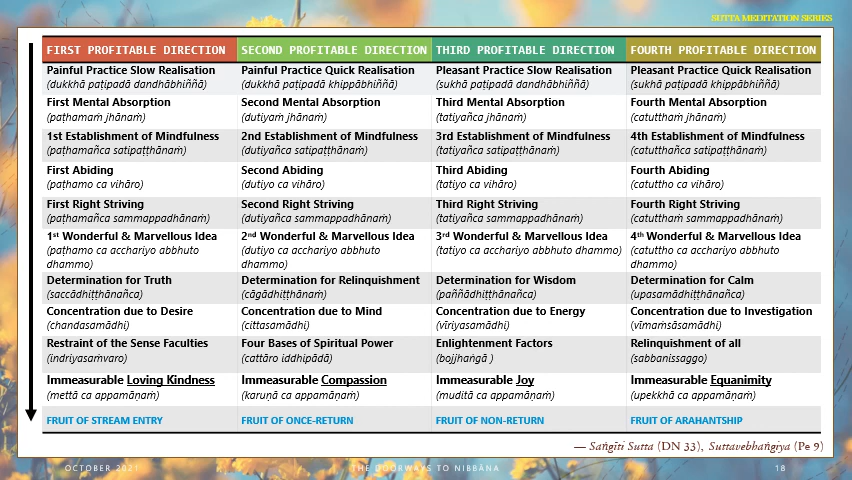 SUTTA MEDITATION SERIES
FIRST PROFITABLE DIRECTION SECOND PROFITABLE DIRECTION THIRD PROFITABLE DIRECTION FOURTH PROFITABLE DIRECTION
Painful Practice Slow Realisation Painful Practice Quick Realisation Pleasant Practice Slow Realisation Pleasant Practice Quick Realisation
(dukkhā paṭipadā dandhābhiññā) (dukkhā paṭipadā khippābhiññā) (sukhā paṭipadā dandhābhiññā) (sukhā paṭipadā khippābhiññā)
First Mental Absorption Second Mental Absorption Third Mental Absorption Fourth Mental Absorption
(paṭhamaṁ jhānaṁ) (dutiyaṁ jhānaṁ) (tatiyañca jhānaṁ) (catutthaṁ jhānaṁ)
1st Establishment of Mindfulness 2nd Establishment of Mindfulness 3rd Establishment of Mindfulness 4th Establishment of Mindfulness
(paṭhamañca satipaṭṭhānaṁ) (dutiyañca satipaṭṭhānaṁ) (tatiyañca satipaṭṭhānaṁ) (catutthañca satipaṭṭhānaṁ)
First Abiding Second Abiding Third Abiding Fourth Abiding
(paṭhamo ca vihāro) (dutiyo ca vihāro) (tatiyo ca vihāro) (catuttho ca vihāro)
First Right Striving Second Right Striving Third Right Striving Fourth Right Striving
(paṭhamañca sammappadhānaṁ) (dutiyañca sammappadhānaṁ) (tatiyañca sammappadhānaṁ) (catutthaṁ sammappadhānaṁ)
1st Wonderful & Marvellous Idea 2nd Wonderful & Marvellous Idea 3rd Wonderful & Marvellous Idea 4th Wonderful & Marvellous Idea
(paṭhamo ca acchariyo abbhuto (dutiyo ca acchariyo abbhuto (tatiyo ca acchariyo abbhuto dhammo) (catuttho ca acchariyo abbhuto
dhammo) dhammo) dhammo)
Determination for Truth Determination for Relinquishment Determination for Wisdom Determination for Calm
(saccādhiṭṭhānañca) (cāgādhiṭṭhānaṁ) (paññādhiṭṭhānañca) (upasamādhiṭṭhānaṁ)
Concentration due to Desire Concentration due to Mind Concentration due to Energy Concentration due to Investigation
(chandasamādhi) (cittasamādhi) (vīriyasamādhi) (vīmaṁsāsamādhi)
Restraint of the Sense Faculties Four Bases of Spiritual Power Enlightenment Factors Relinquishment of all
(indriyasaṁvaro) (cattāro iddhipādā) (bojjhaṅgā ) (sabbanissaggo)
Immeasurable Loving Kindness Immeasurable Compassion Immeasurable Joy Immeasurable Equanimity
(mettā ca appamāṇaṁ) (karuṇā ca appamāṇaṁ) (muditā ca appamāṇaṁ) (upekkhā ca appamāṇaṁ)
FRUIT OF STREAM ENTRY FRUIT OF ONCE-RETURN FRUIT OF NON-RETURN FRUIT OF ARAHANTSHIP
— Saṅgīti Sutta (DN 33), Suttavebhaṅgiya (Pe 9)
OCTOBER 2021 THE DOORWAYS TO NIBBĀNA 18